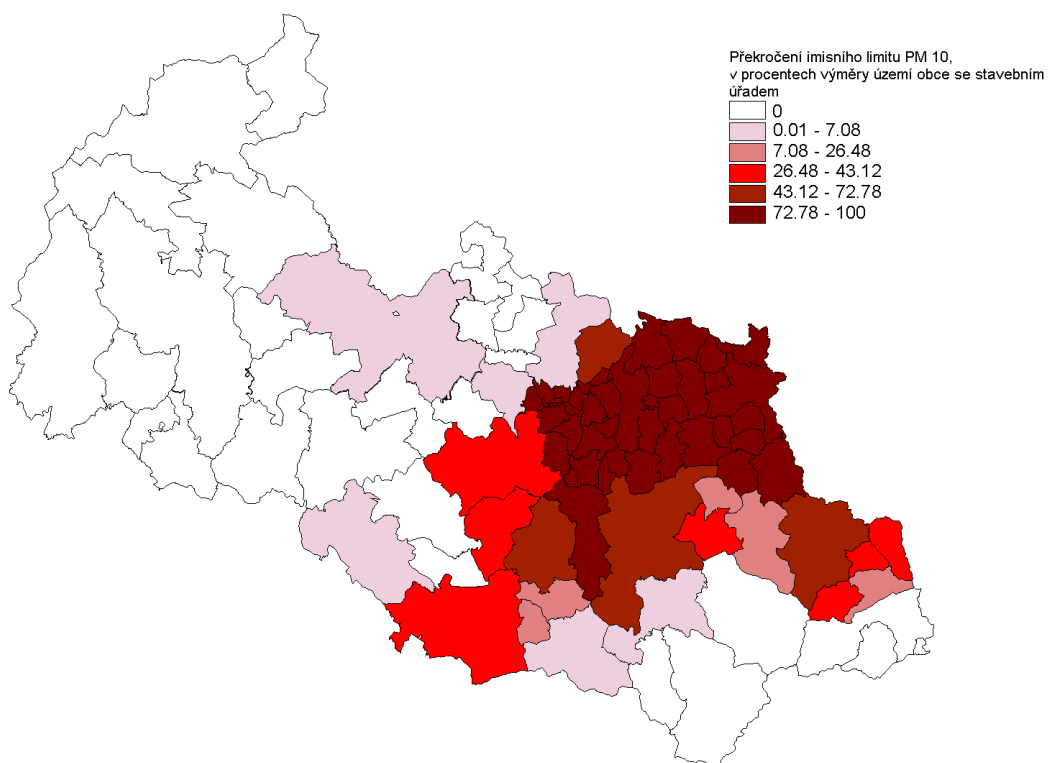 Překročení imisního limitu PM 10,
v procentech výměry území obce se stavebním
úřadem
0
0.01 - 7.08
7.08 - 26.48
26.48 - 43.12
43.12 - 72.78
72.78 - 100